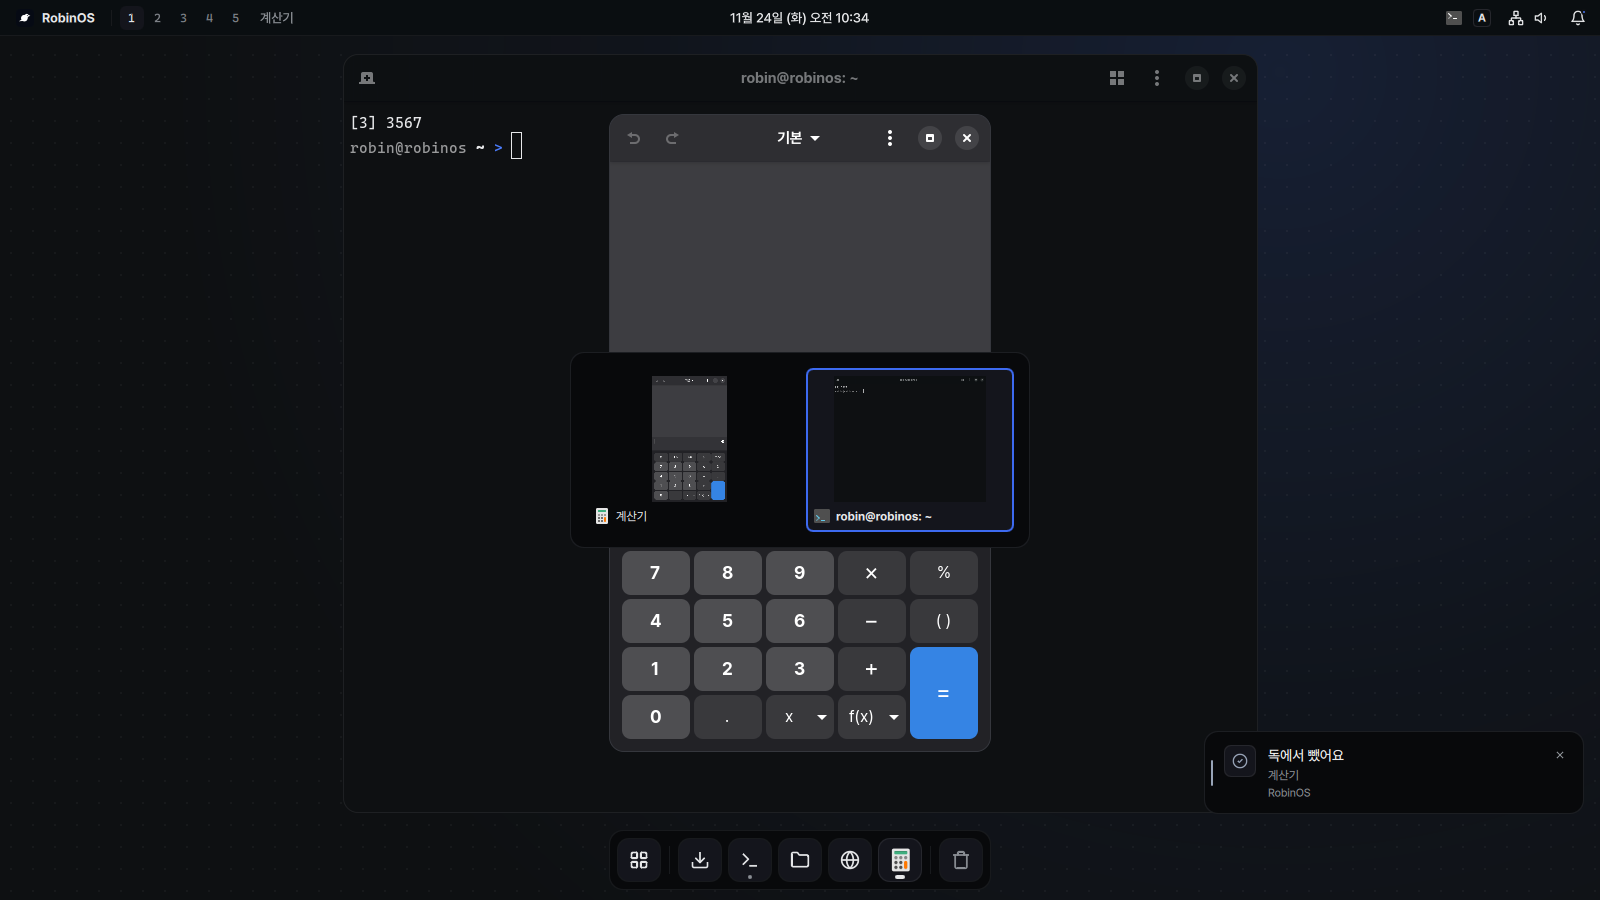 RobinOS 1 2 3 4 5 계산기 11월 24일 (화) 오전 10:34 A
robin@robinos: ~
[3] 3567
robin@robinos ~ >
기본
계산기
robin@robinos: ~
7 8 9 × %
4 5 6 − ( )
1 2 3 +
=
0 . x f(x)
독에서 뺐어요
계산기
RobinOS